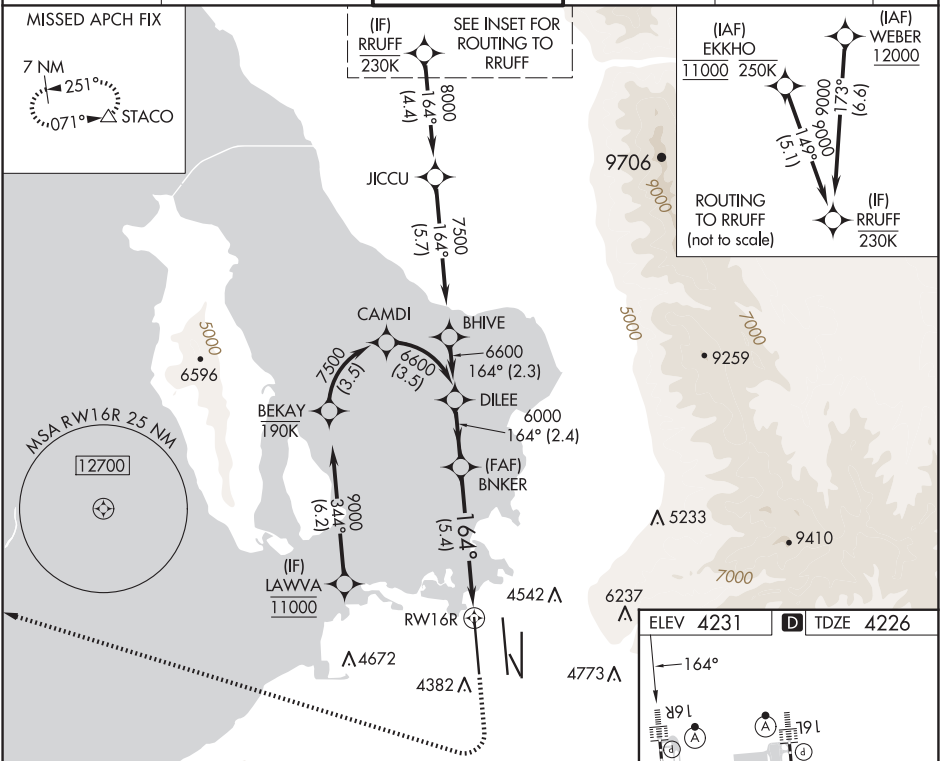 MISSED APCH FIX
7 NM
251°
071°
STACO
(IF)
RRUFF
230K
SEE INSET FOR
ROUTING TO
RRUFF
8000
164°
(4.4)
JICCU
7500
164°
(5.7)
(IAF)
EKKHO
11000 250K
(IAF)
WEBER
12000
9000
149°
(5.1)
9000
173°
(9.9)
(IF)
RRUFF
230K
ROUTING
TO RRUFF
(not to scale)
9706
9000
5000
7000
5000
6596
9259
CAMDI
BHIVE
6600
164° (2.3)
7500
(3.5)
6600
(3.5)
BEKAY
190K
DILEE
6000
164° (2.4)
(FAF)
BNKER
MSA RW16R 25 NM
12700
9000
344°
(6.2)
164°
(5.4)
5233
9410
7000
(IF)
LAWVA
11000
RW16R
4542
6237
4672
4382
4773
ELEV 4231
D
TDZE 4226
164°
16R
A
P
A
16L
P